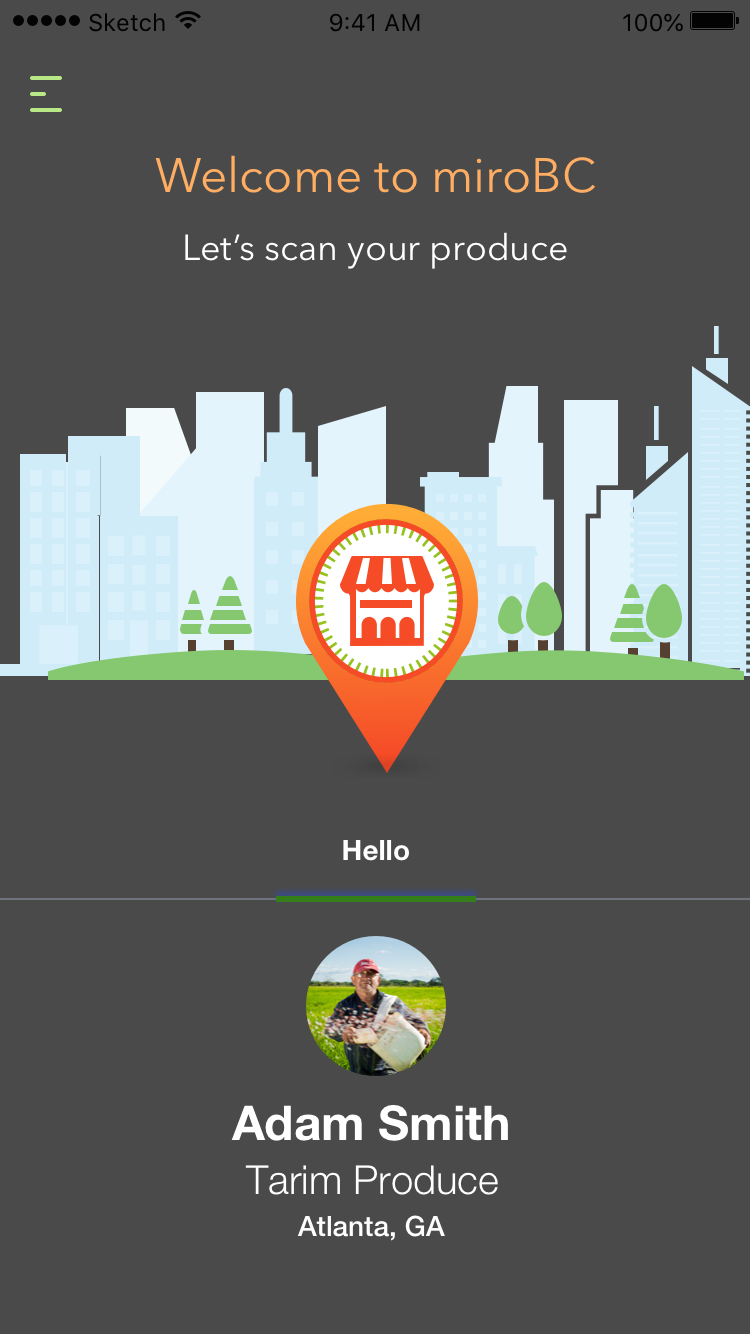 Sketch 9:41 AM 100%
Welcome to miroBC
Let’s scan your produce
Hello
Adam Smith
Tarim Produce
Atlanta, GA